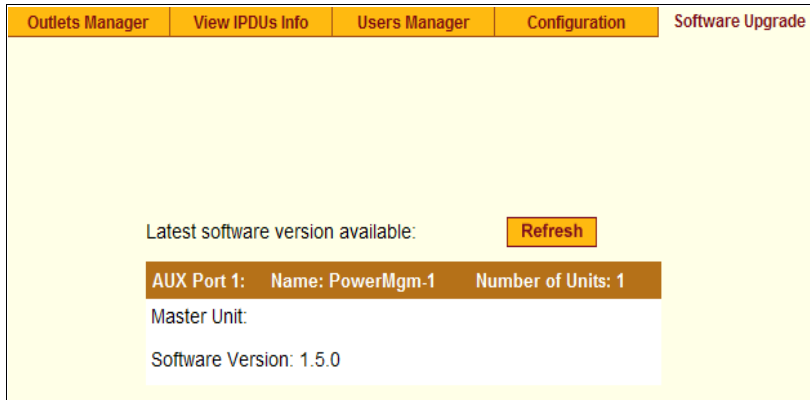 Outlets Manager View IPDUs Info Users Manager Configuration Software Upgrade
Latest software version available: Refresh
AUX Port 1: Name: PowerMgm-1 Number of Units: 1
Master Unit:
Software Version: 1.5.0